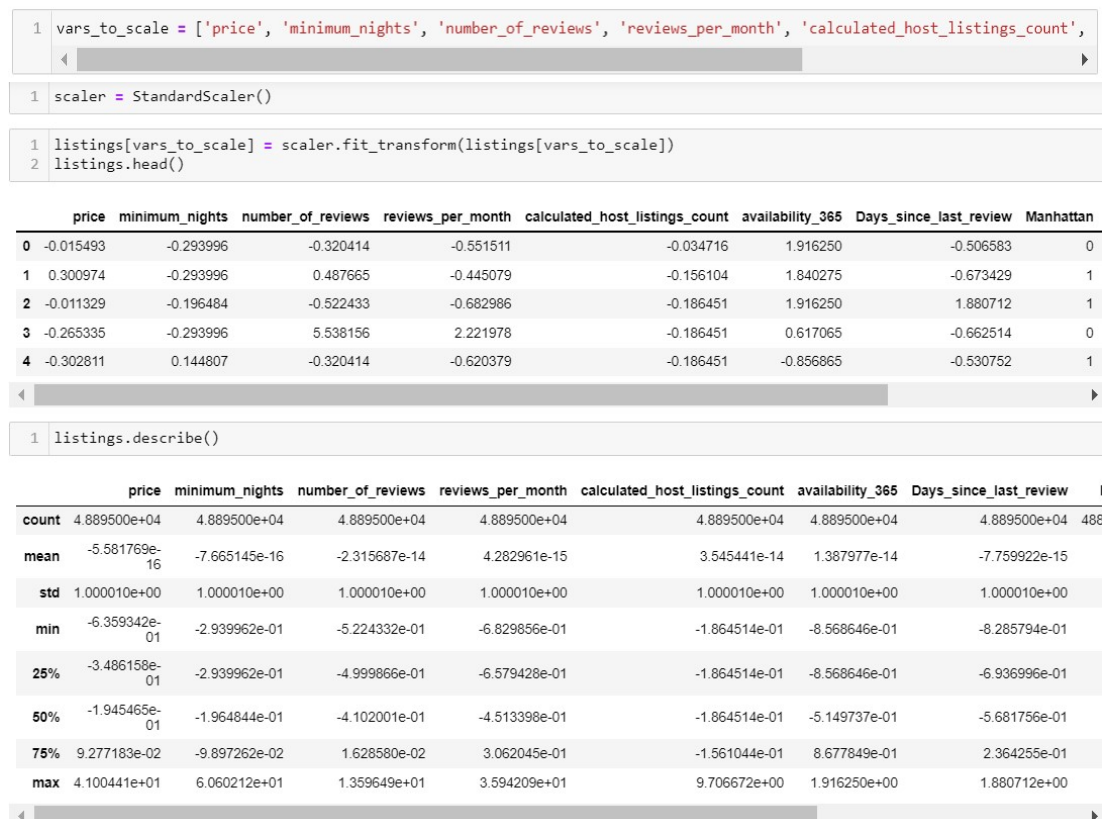 1 vars_to_scale = ['price', 'minimum_nights', 'number_of_reviews', 'reviews_per_month', 'calculated_host_listings_count',
1 scaler = StandardScaler()
1 listings[vars_to_scale] = scaler.fit_transform(listings[vars_to_scale])
2 listings.head()
price minimum_nights number_of_reviews reviews_per_month calculated_host_listings_count availability_365 Days_since_last_review Manhattan
0 -0.015493 -0.293996 -0.320414 -0.551511 -0.034716 1.916250 -0.506583 0
1 0.300974 -0.293996 0.487665 -0.445079 -0.156104 1.840275 -0.673429 1
2 -0.011329 -0.196484 -0.522433 -0.682986 -0.186451 1.916250 1.880712 1
3 -0.265335 -0.293996 5.538156 2.221978 -0.186451 0.617065 -0.662514 0
4 -0.302811 0.144807 -0.320414 -0.620379 -0.186451 -0.856865 -0.530752 1
1 listings.describe()
price minimum_nights number_of_reviews reviews_per_month calculated_host_listings_count availability_365 Days_since_last_review
count 4.889500e+04 4.889500e+04 4.889500e+04 4.889500e+04 4.889500e+04 4.889500e+04 4.889500e+04 488
mean -5.581769e-16 -7.665145e-16 -2.315687e-14 4.282961e-15 3.545441e-14 1.387977e-14 -7.759922e-15
std 1.000010e+00 1.000010e+00 1.000010e+00 1.000010e+00 1.000010e+00 1.000010e+00 1.000010e+00
min -6.359342e-01 -2.939962e-01 -5.224332e-01 -6.829856e-01 -1.864514e-01 -8.568646e-01 -8.285794e-01
25% -3.486158e-01 -2.939962e-01 -4.999866e-01 -6.579428e-01 -1.864514e-01 -8.568646e-01 -6.936996e-01
50% -1.945465e-01 -1.964844e-01 -4.102001e-01 -4.513398e-01 -1.864514e-01 -5.149737e-01 -5.681756e-01
75% 9.277183e-02 -9.897262e-02 1.628580e-02 3.062045e-01 -1.561044e-01 8.677849e-01 2.364255e-01
max 4.100441e+01 6.060212e+01 1.359649e+01 3.594209e+01 9.706672e+00 1.916250e+00 1.880712e+00